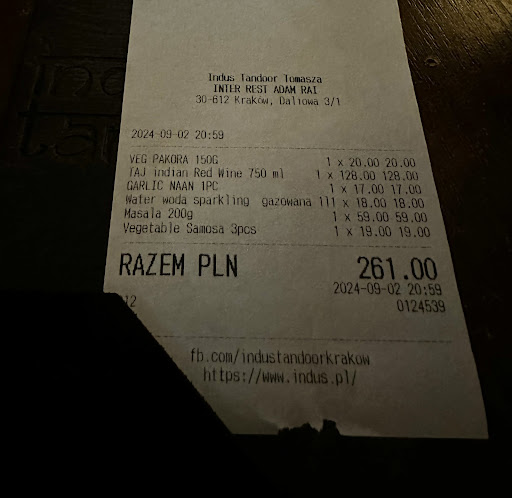 Indus Tandoor Tomasza
INTER REST ADAM RAI
30-612 Kraków, Daliowa 3/1
2024-09-02 20:59
VEG PAKORA 150G 1 x 20.00 20.00
TAJ indian Red Wine 750 ml 1 x 128.00 128.00
GARLIC NAAN 1PC 1 x 17.00 17.00
Water woda sparkling gazowana 1l 1 x 18.00 18.00
Masala 200g 1 x 59.00 59.00
Vegetable Samosa 3pcs 1 x 19.00 19.00
RAZEM PLN 261.00
2024-09-02 20:59
12 0124539
fb.com/industandoorkrakow
https://www.indus.pl/